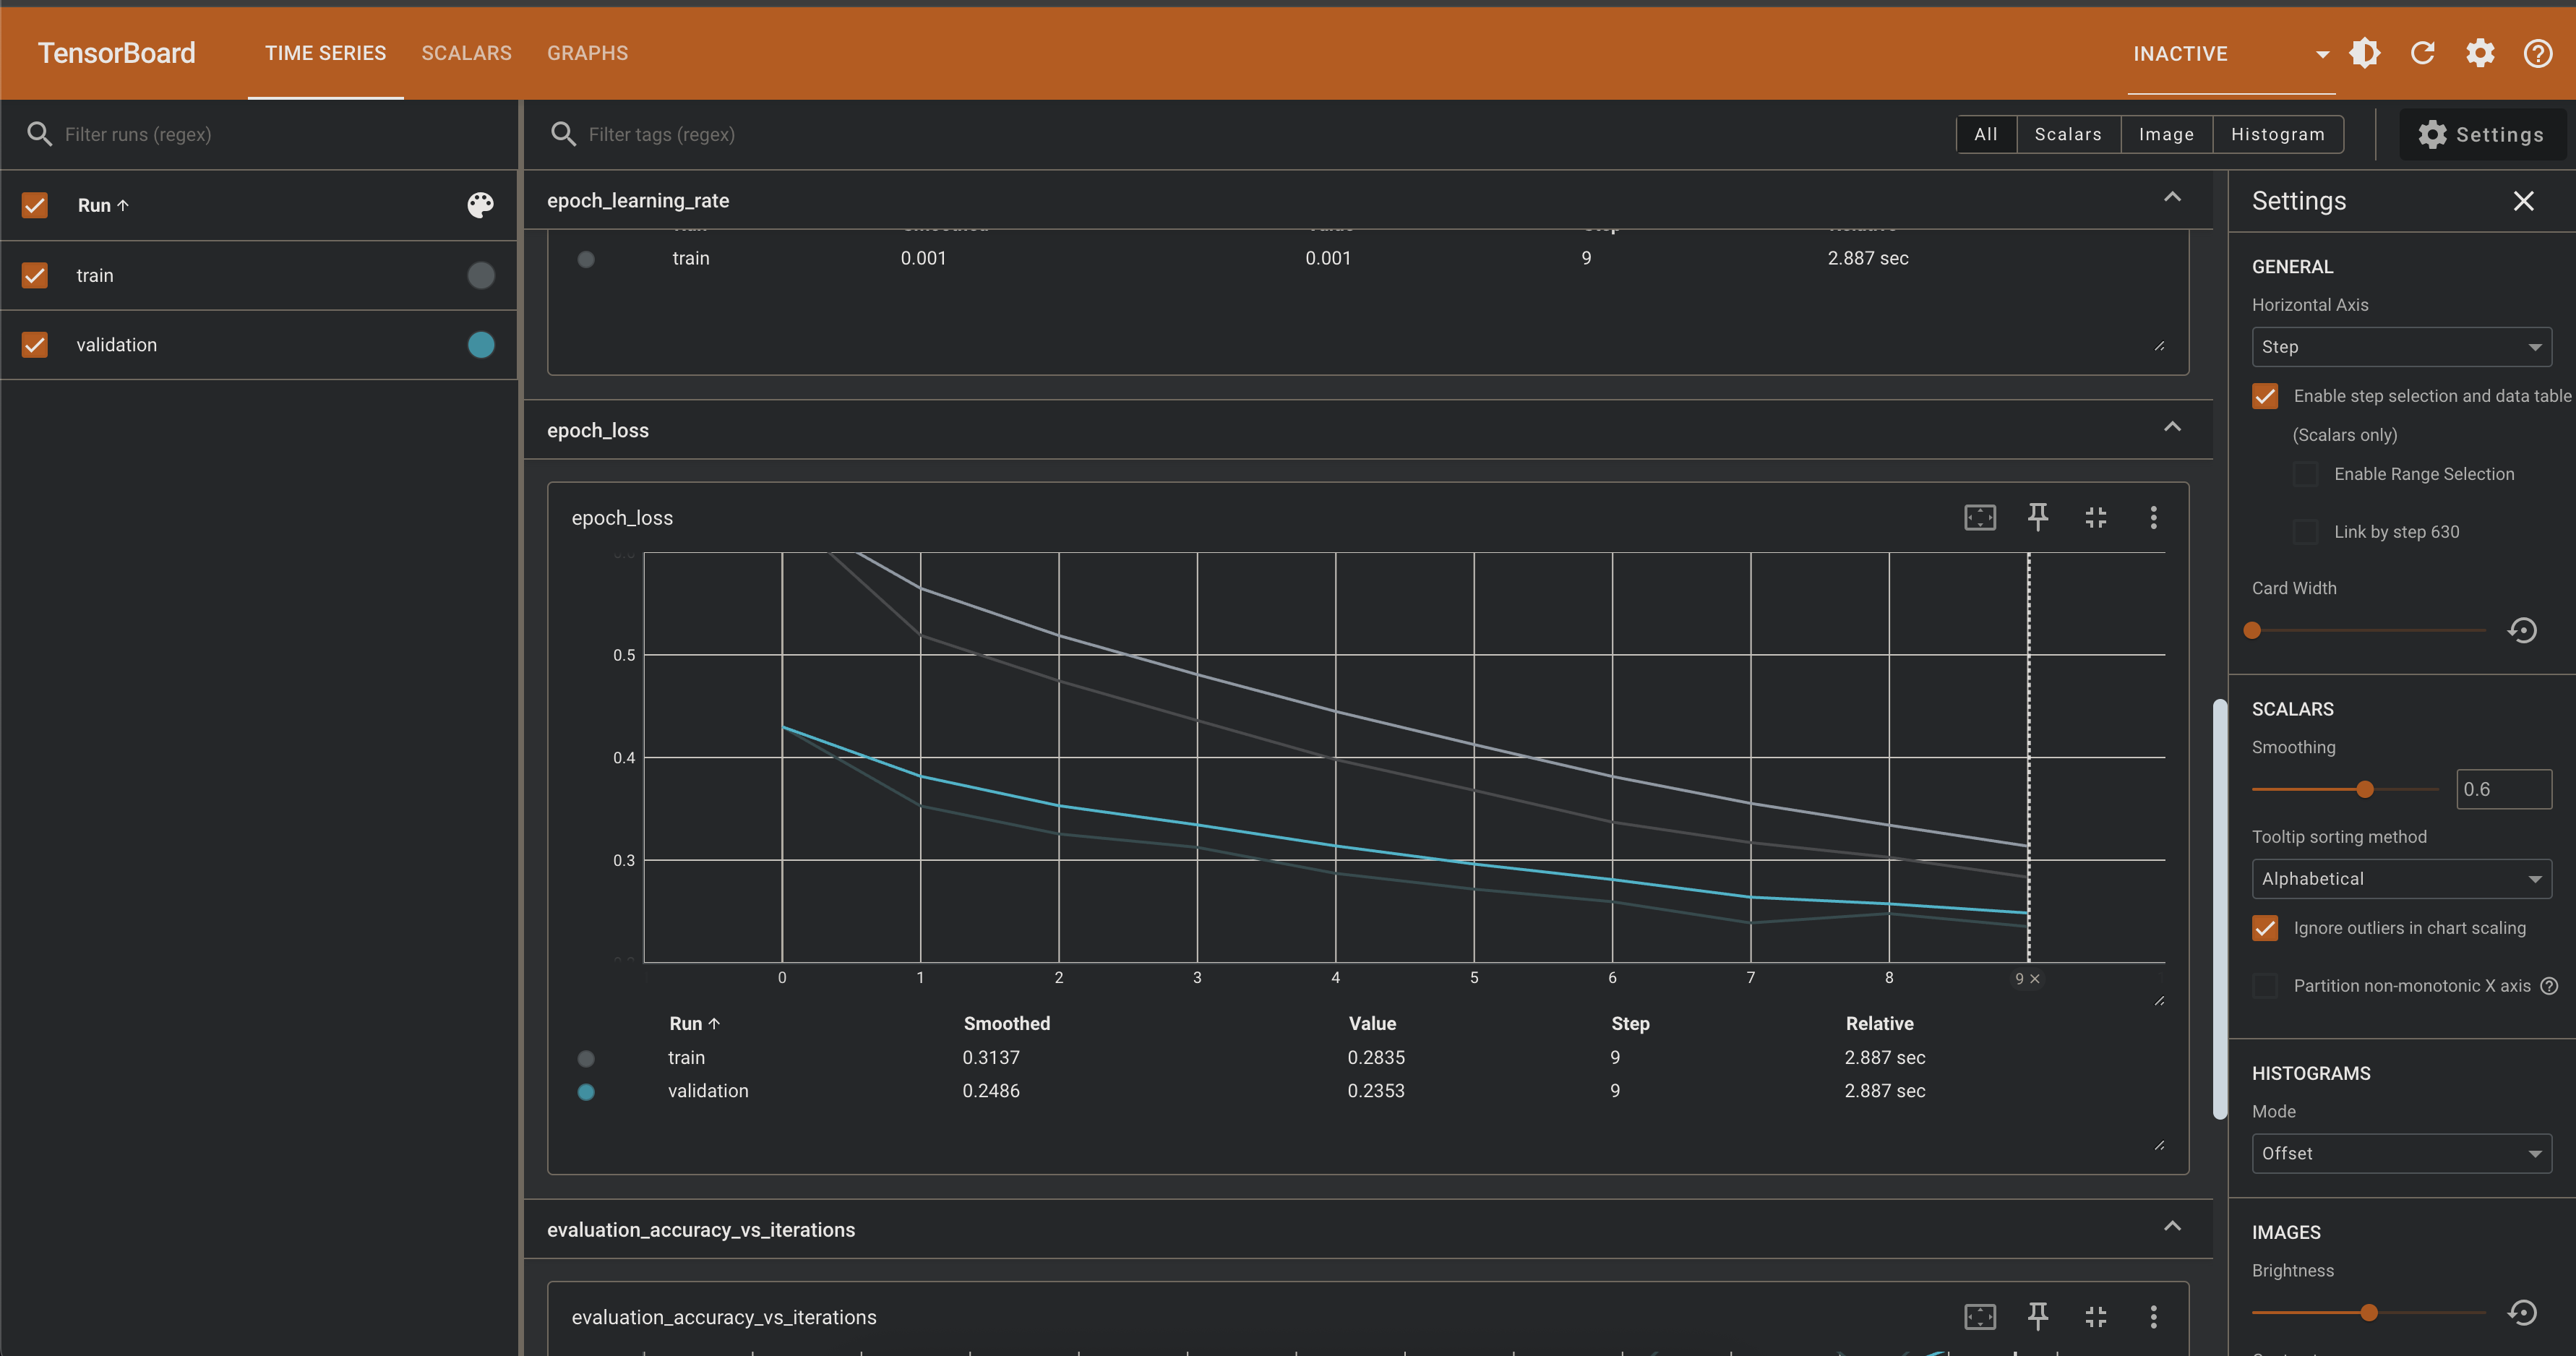 TensorBoard TIME SERIES SCALARS GRAPHS INACTIVE
Filter runs (regex)
Run
train
validation
Filter tags (regex) All Scalars Image Histogram Settings
epoch_learning_rate
train 0.001 0.001 9 2.887 sec
epoch_loss
epoch_loss
0.5
0.4
0.3
0 1 2 3 4 5 6 7 8 9
Run Smoothed Value Step Relative
train 0.3137 0.2835 9 2.887 sec
validation 0.2486 0.2353 9 2.887 sec
evaluation_accuracy_vs_iterations
evaluation_accuracy_vs_iterations
Settings
GENERAL
Horizontal Axis
Step
Enable step selection and data table
(Scalars only)
Enable Range Selection
Link by step 630
Card Width
SCALARS
Smoothing
0.6
Tooltip sorting method
Alphabetical
Ignore outliers in chart scaling
Partition non-monotonic X axis
HISTOGRAMS
Mode
Offset
IMAGES
Brightness